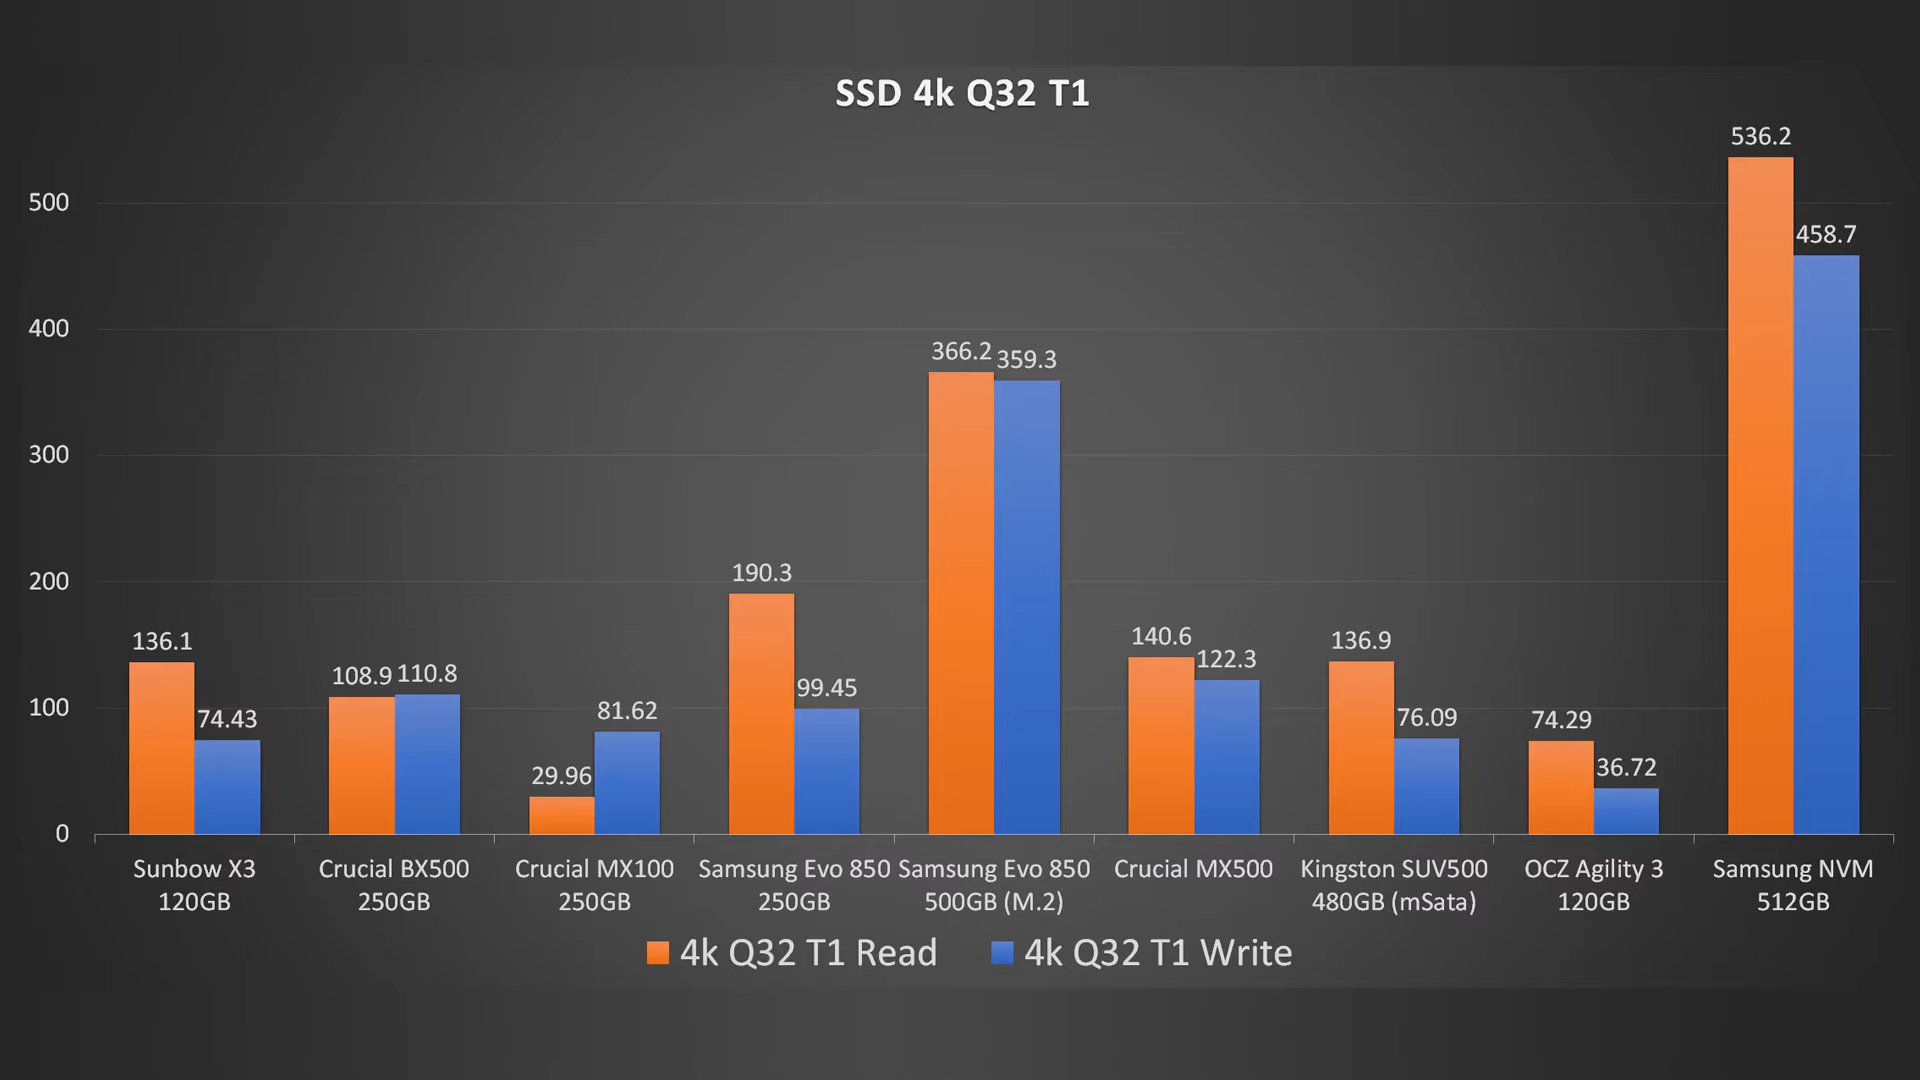 SSD 4k Q32 T1
500
400
300
200
100
0
136.1
74.43
108.9
110.8
29.96
81.62
190.3
99.45
366.2
359.3
140.6
122.3
136.9
76.09
74.29
36.72
536.2
458.7
Sunbow X3
120GB
Crucial BX500
250GB
Crucial MX100
250GB
Samsung Evo 850
250GB
Samsung Evo 850
500GB (M.2)
Crucial MX500
Kingston SUV500
480GB (mSata)
OCZ Agility 3
120GB
Samsung NVM
512GB
4k Q32 T1 Read
4k Q32 T1 Write